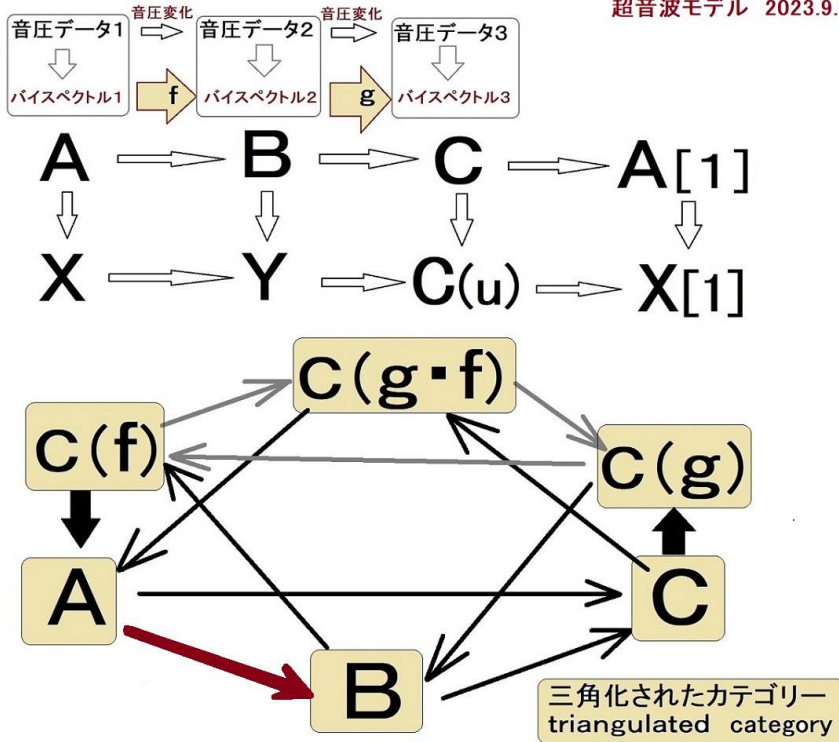 超音波モデル 2023.9.
音圧変化 音圧変化
音圧データ1 音圧データ2 音圧データ3
バイスペクトル1 f バイスペクトル2 g バイスペクトル3
A B C A[1]
X Y C(u) X[1]
C(g▪f)
C(f) C(g)
A C
B
三角化されたカテゴリー
triangulated category